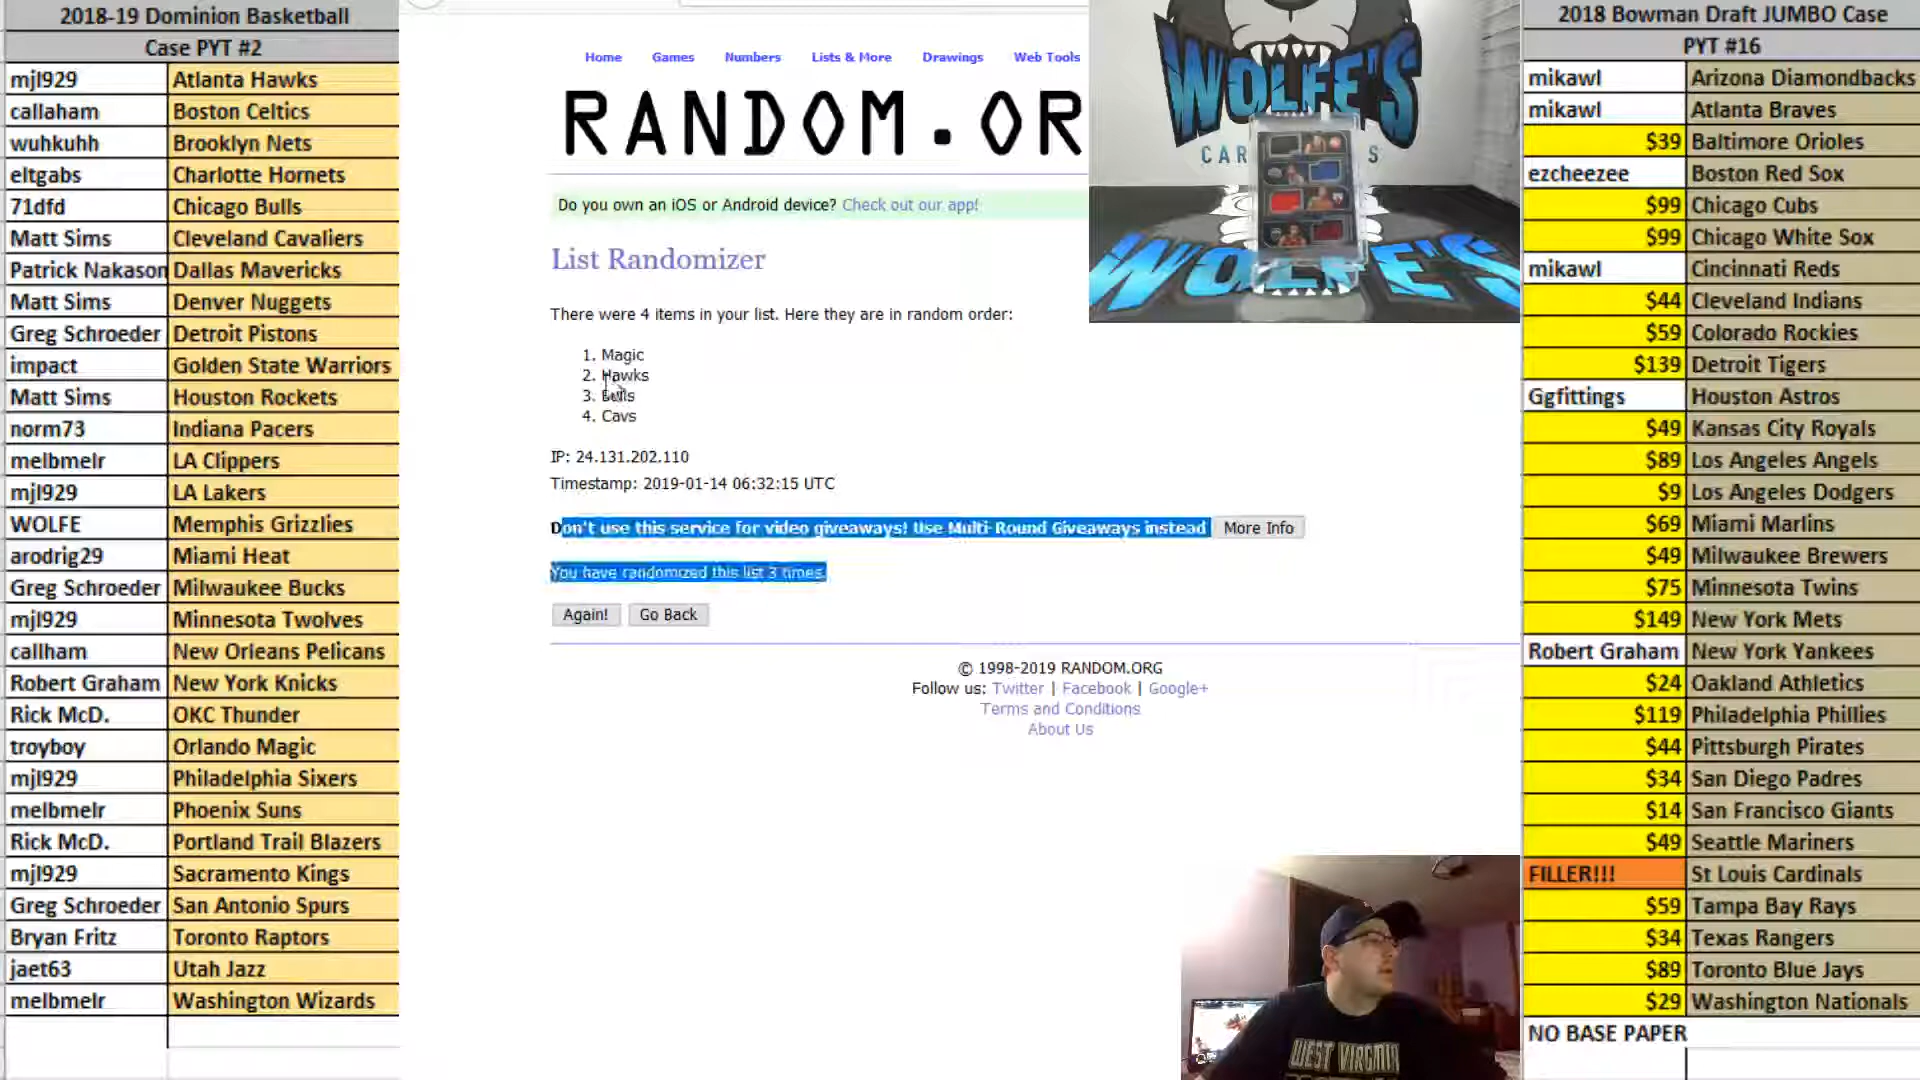 2018-19 Dominion Basketball
Case PYT #2
mjl929 Atlanta Hawks
callaham Boston Celtics
wuhkuhh Brooklyn Nets
eltgabs Charlotte Hornets
71dfd Chicago Bulls
Matt Sims Cleveland Cavaliers
Patrick Nakason Dallas Mavericks
Matt Sims Denver Nuggets
Greg Schroeder Detroit Pistons
impact Golden State Warriors
Matt Sims Houston Rockets
norm73 Indiana Pacers
melbmelr LA Clippers
mjl929 LA Lakers
WOLFE Memphis Grizzlies
arodrig29 Miami Heat
Greg Schroeder Milwaukee Bucks
mjl929 Minnesota Twolves
callham New Orleans Pelicans
Robert Graham New York Knicks
Rick McD. OKC Thunder
troyboy Orlando Magic
mjl929 Philadelphia Sixers
melbmelr Phoenix Suns
Rick McD. Portland Trail Blazers
mjl929 Sacramento Kings
Greg Schroeder San Antonio Spurs
Bryan Fritz Toronto Raptors
jaet63 Utah Jazz
melbmelr Washington Wizards
Home Games Numbers Lists & More Drawings Web Tools
RANDOM.OR
Do you own an iOS or Android device? Check out our app!
List Randomizer
There were 4 items in your list. Here they are in random order:
1. Magic
2. Hawks
3. Bulls
4. Cavs
IP: 24.131.202.110
Timestamp: 2019-01-14 06:32:15 UTC
Don't use this service for video giveaways! Use Multi-Round Giveaways instead More Info
You have randomized this list 3 times.
Again! Go Back
© 1998-2019 RANDOM.ORG
Follow us: Twitter | Facebook | Google+
Terms and Conditions
About Us
WOLFE'S
CAR S
WOLFE'S
WEST VIRGINIA
2018 Bowman Draft JUMBO Case
PYT #16
mikawl Arizona Diamondbacks
mikawl Atlanta Braves
$39 Baltimore Orioles
ezcheezee Boston Red Sox
$99 Chicago Cubs
$99 Chicago White Sox
mikawl Cincinnati Reds
$44 Cleveland Indians
$59 Colorado Rockies
$139 Detroit Tigers
Ggfittings Houston Astros
$49 Kansas City Royals
$89 Los Angeles Angels
$9 Los Angeles Dodgers
$69 Miami Marlins
$49 Milwaukee Brewers
$75 Minnesota Twins
$149 New York Mets
Robert Graham New York Yankees
$24 Oakland Athletics
$119 Philadelphia Phillies
$44 Pittsburgh Pirates
$34 San Diego Padres
$14 San Francisco Giants
$49 Seattle Mariners
FILLER!!! St Louis Cardinals
$59 Tampa Bay Rays
$34 Texas Rangers
$89 Toronto Blue Jays
$29 Washington Nationals
NO BASE PAPER